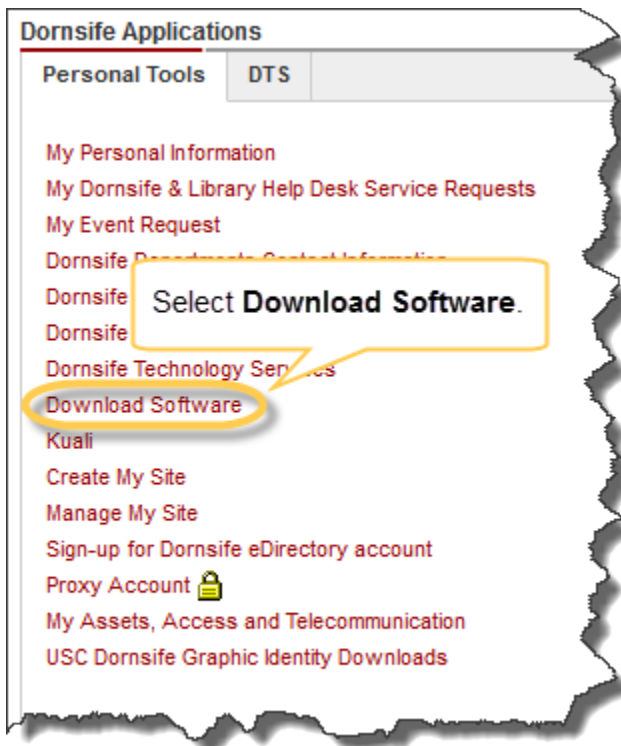 Dornsife Applications
Personal Tools
DTS
My Personal Information
My Dornsife & Library Help Desk Service Requests
My Event Request
Dornsife
Dornsife
Select Download Software.
Dornsife
Dornsife Technology Services
Download Software
Kuali
Create My Site
Manage My Site
Sign-up for Dornsife eDirectory account
Proxy Account
My Assets, Access and Telecommunication
USC Dornsife Graphic Identity Downloads